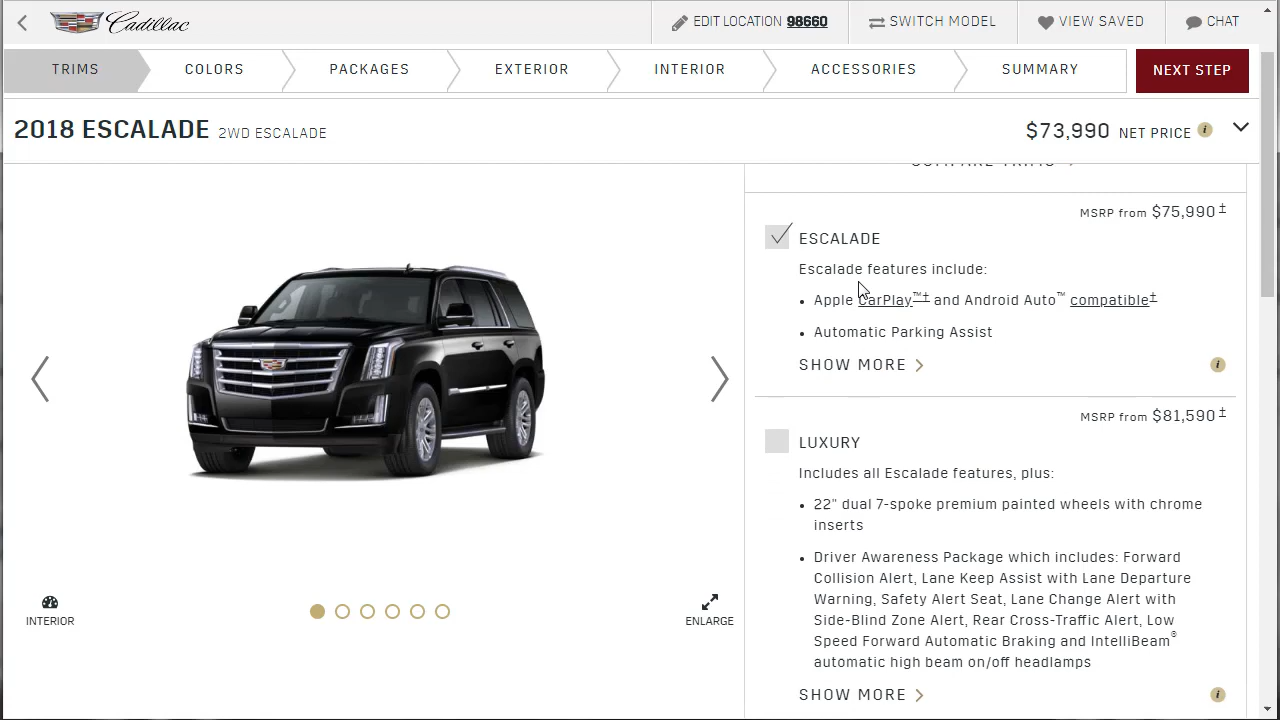 Cadillac
EDIT LOCATION 98660
SWITCH MODEL
VIEW SAVED
CHAT
TRIMS
COLORS
PACKAGES
EXTERIOR
INTERIOR
ACCESSORIES
SUMMARY
NEXT STEP
2018 ESCALADE 2WD ESCALADE
$73,990 NET PRICE i
COMPARE TRIMS >
MSRP from $75,990±
ESCALADE
Escalade features include:
• Apple CarPlay™‡ and Android Auto™ compatible‡
• Automatic Parking Assist
SHOW MORE > i
MSRP from $81,590±
LUXURY
Includes all Escalade features, plus:
• 22" dual 7-spoke premium painted wheels with chrome
inserts
• Driver Awareness Package which includes: Forward
Collision Alert, Lane Keep Assist with Lane Departure
Warning, Safety Alert Seat, Lane Change Alert with
Side-Blind Zone Alert, Rear Cross-Traffic Alert, Low
Speed Forward Automatic Braking and IntelliBeam®
automatic high beam on/off headlamps
SHOW MORE > i
INTERIOR
ENLARGE